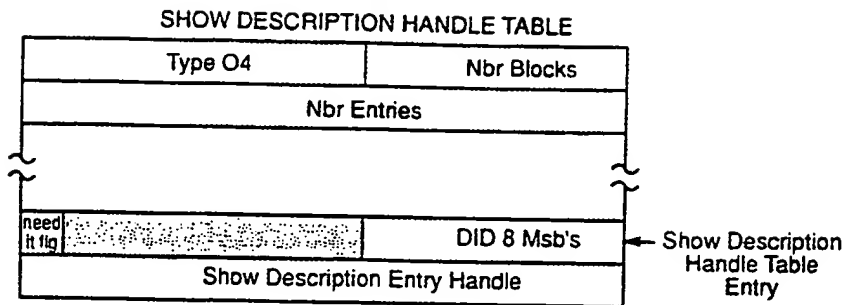 SHOW DESCRIPTION HANDLE TABLE
Type O4
Nbr Blocks
Nbr Entries
need
it flg
DID 8 Msb's
Show Description
Handle Table
Entry
Show Description Entry Handle